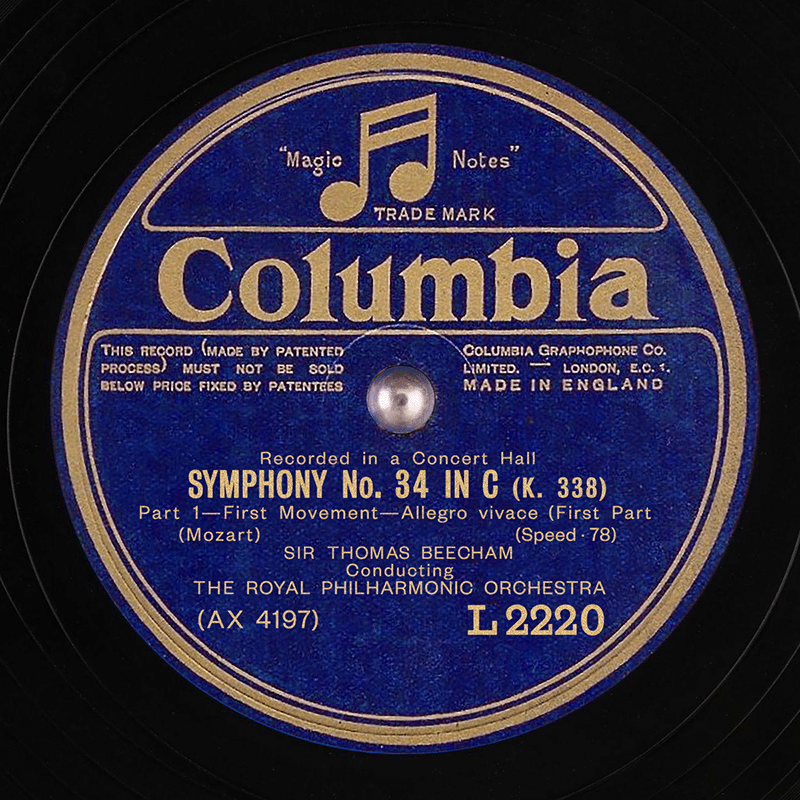 "Magic Notes"
TRADE MARK
Columbia
THIS RECORD (MADE BY PATENTED
PROCESS) MUST NOT BE SOLD
BELOW PRICE FIXED BY PATENTEES
COLUMBIA GRAPHOPHONE CO.
LIMITED. — LONDON, E.C. 1.
MADE IN ENGLAND
Recorded in a Concert Hall
SYMPHONY No. 34 IN C (K. 338)
Part 1—First Movement—Allegro vivace (First Part
(Mozart) (Speed · 78)
SIR THOMAS BEECHAM
Conducting
THE ROYAL PHILHARMONIC ORCHESTRA
(AX 4197) L 2220